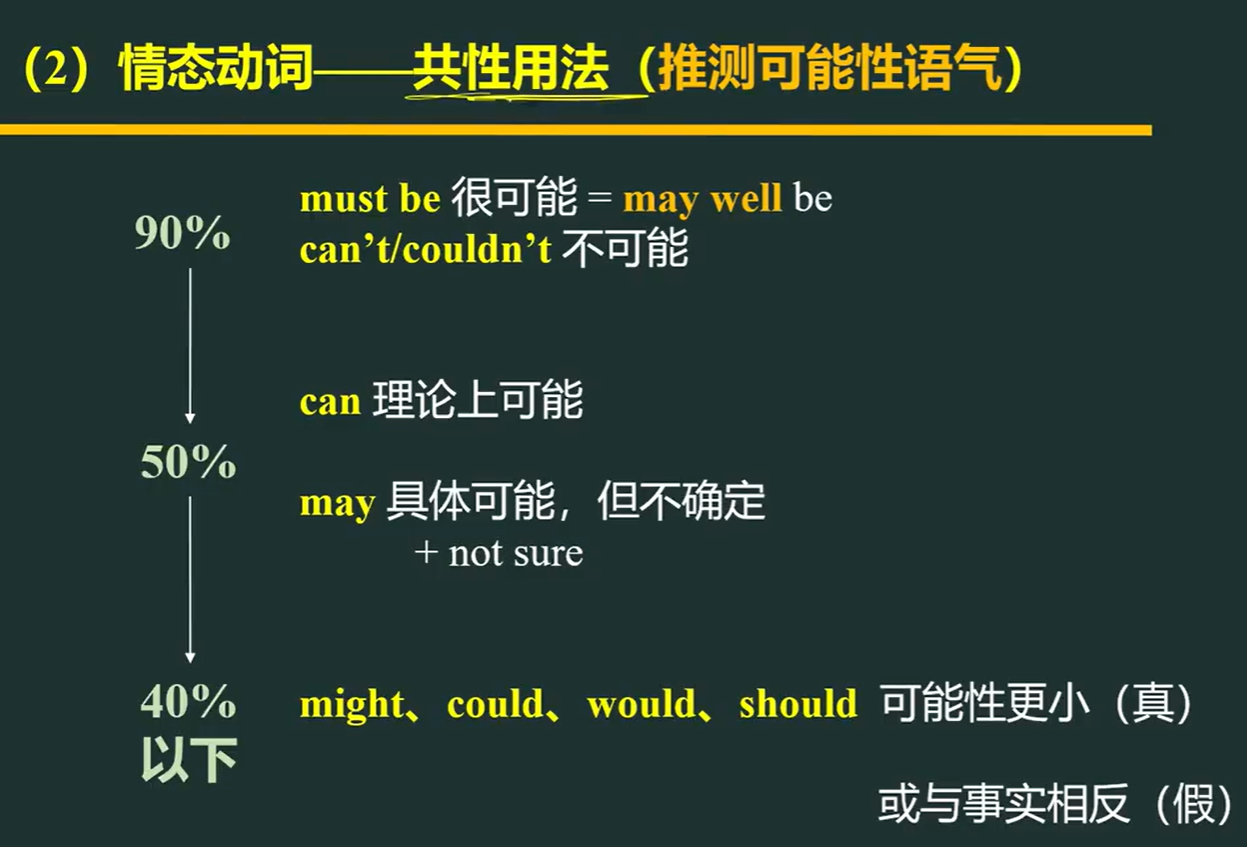 （2）情态动词——共性用法（推测可能性语气）
90%
must be 很可能 = may well be
can’t/couldn’t 不可能
can 理论上可能
50%
may 具体可能，但不确定
+ not sure
40%
以下
might、could、would、should 可能性更小（真）
或与事实相反（假）